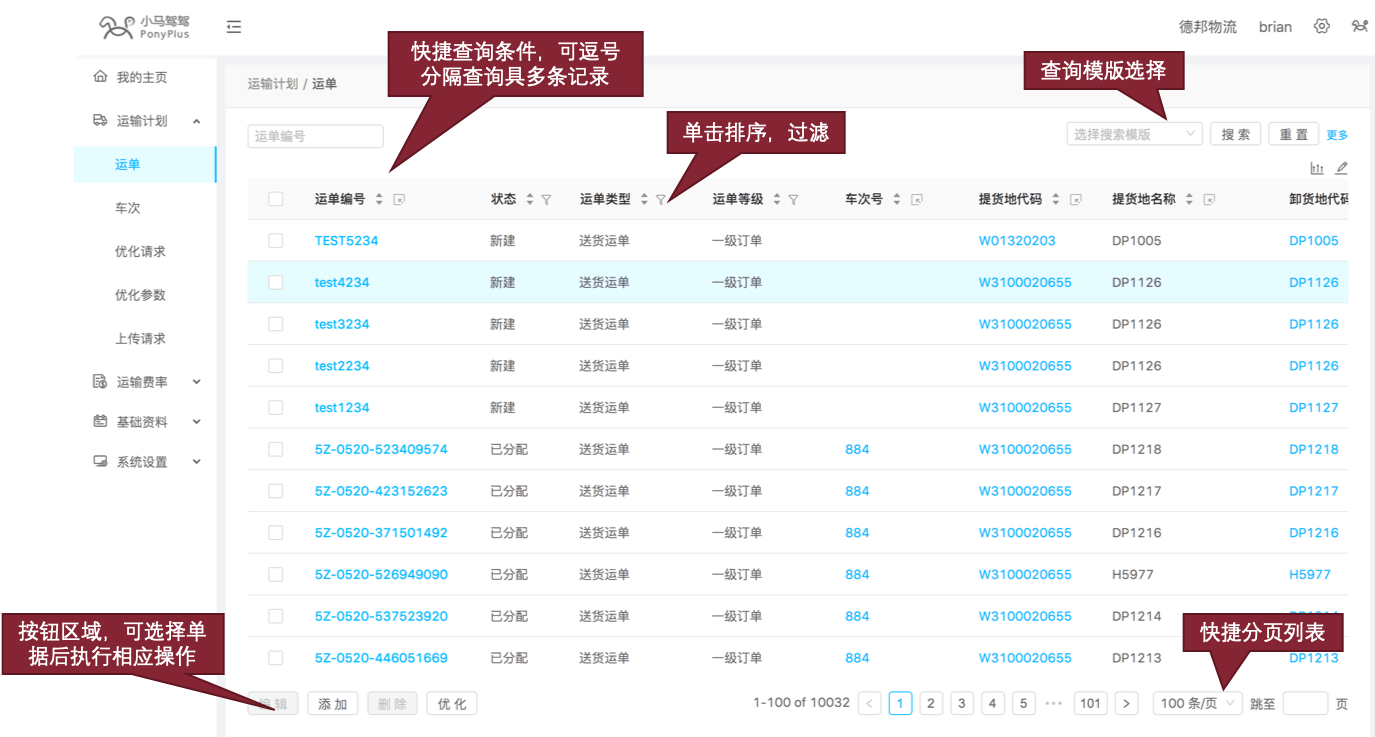 小马驾驾
PonyPlus
德邦物流 brian
快捷查询条件，可逗号
分隔查询具多条记录
查询模版选择
单击排序，过滤
我的主页
运输计划
运单
车次
优化请求
优化参数
上传请求
运输费率
基础资料
系统设置
运输计划 / 运单
运单编号
选择搜索模版 搜 索 重 置 更多
运单编号 状态 运单类型 运单等级 车次号 提货地代码 提货地名称 卸货地代码
TEST5234 新建 送货运单 一级订单 W01320203 DP1005 DP1005
test4234 新建 送货运单 一级订单 W3100020655 DP1126 DP1126
test3234 新建 送货运单 一级订单 W3100020655 DP1126 DP1126
test2234 新建 送货运单 一级订单 W3100020655 DP1126 DP1126
test1234 新建 送货运单 一级订单 W3100020655 DP1127 DP1127
5Z-0520-523409574 已分配 送货运单 一级订单 884 W3100020655 DP1218 DP1218
5Z-0520-423152623 已分配 送货运单 一级订单 884 W3100020655 DP1217 DP1217
5Z-0520-371501492 已分配 送货运单 一级订单 884 W3100020655 DP1216 DP1216
5Z-0520-526949090 已分配 送货运单 一级订单 884 W3100020655 H5977 H5977
5Z-0520-537523920 已分配 送货运单 一级订单 884 W3100020655 DP1214
5Z-0520-446051669 已分配 送货运单 一级订单 884 W3100020655 DP1213 DP1213
按钮区域，可选择单
据后执行相应操作
快捷分页列表
辑 添 加 删 除 优 化
1-100 of 10032 < 1 2 3 4 5 ••• 101 > 100 条/页 跳至 页